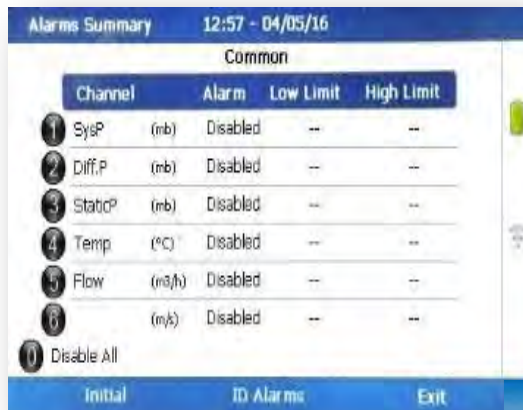 Alarms Summary 12:57 - 04/05/16
Common
Channel Alarm Low Limit High Limit
1 SysP (mb) Disabled -- --
2 Diff.P (mb) Disabled -- --
3 StaticP (mb) Disabled -- --
4 Temp (°C) Disabled -- --
5 Flow (m3/h) Disabled -- --
6 (m/s) Disabled -- --
0 Disable All
Initial ID Alarms Exit